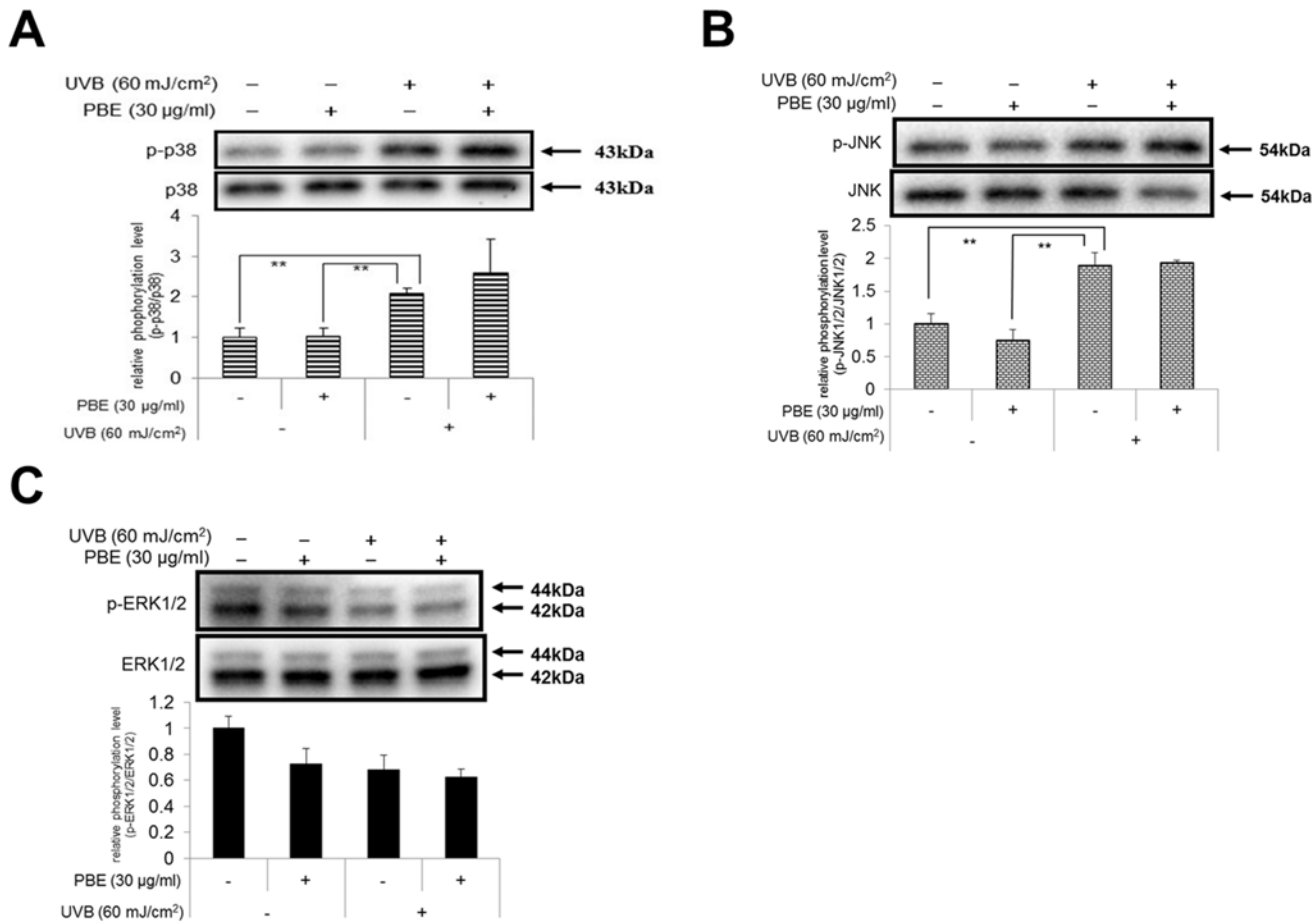 A
UVB (60 mJ/cm²) – – + +
PBE (30 µg/ml) – + – +
p-p38
43kDa
p38
43kDa
relative phophorylation level
(p-p38/p38)
4
3
2
1
0
** **
- + - +
PBE (30 µg/ml)
UVB (60 mJ/cm²) - +
B
UVB (60 mJ/cm²) – – + +
PBE (30 µg/ml) – + – +
p-JNK
54kDa
JNK
54kDa
relative phosphorylation level
(p-JNK1/2/JNK1/2)
2.5
2
1.5
1
0.5
0
** **
PBE (30 µg/ml) - + - +
UVB (60 mJ/cm²) - +
C
UVB (60 mJ/cm²) – – + +
PBE (30 µg/ml) – + – +
p-ERK1/2
44kDa
42kDa
ERK1/2
44kDa
42kDa
relative phosphorylation level
(p-ERK1/2/ERK1/2)
1.2
1
0.8
0.6
0.4
0.2
0
PBE (30 µg/ml) - + - +
UVB (60 mJ/cm²) - +